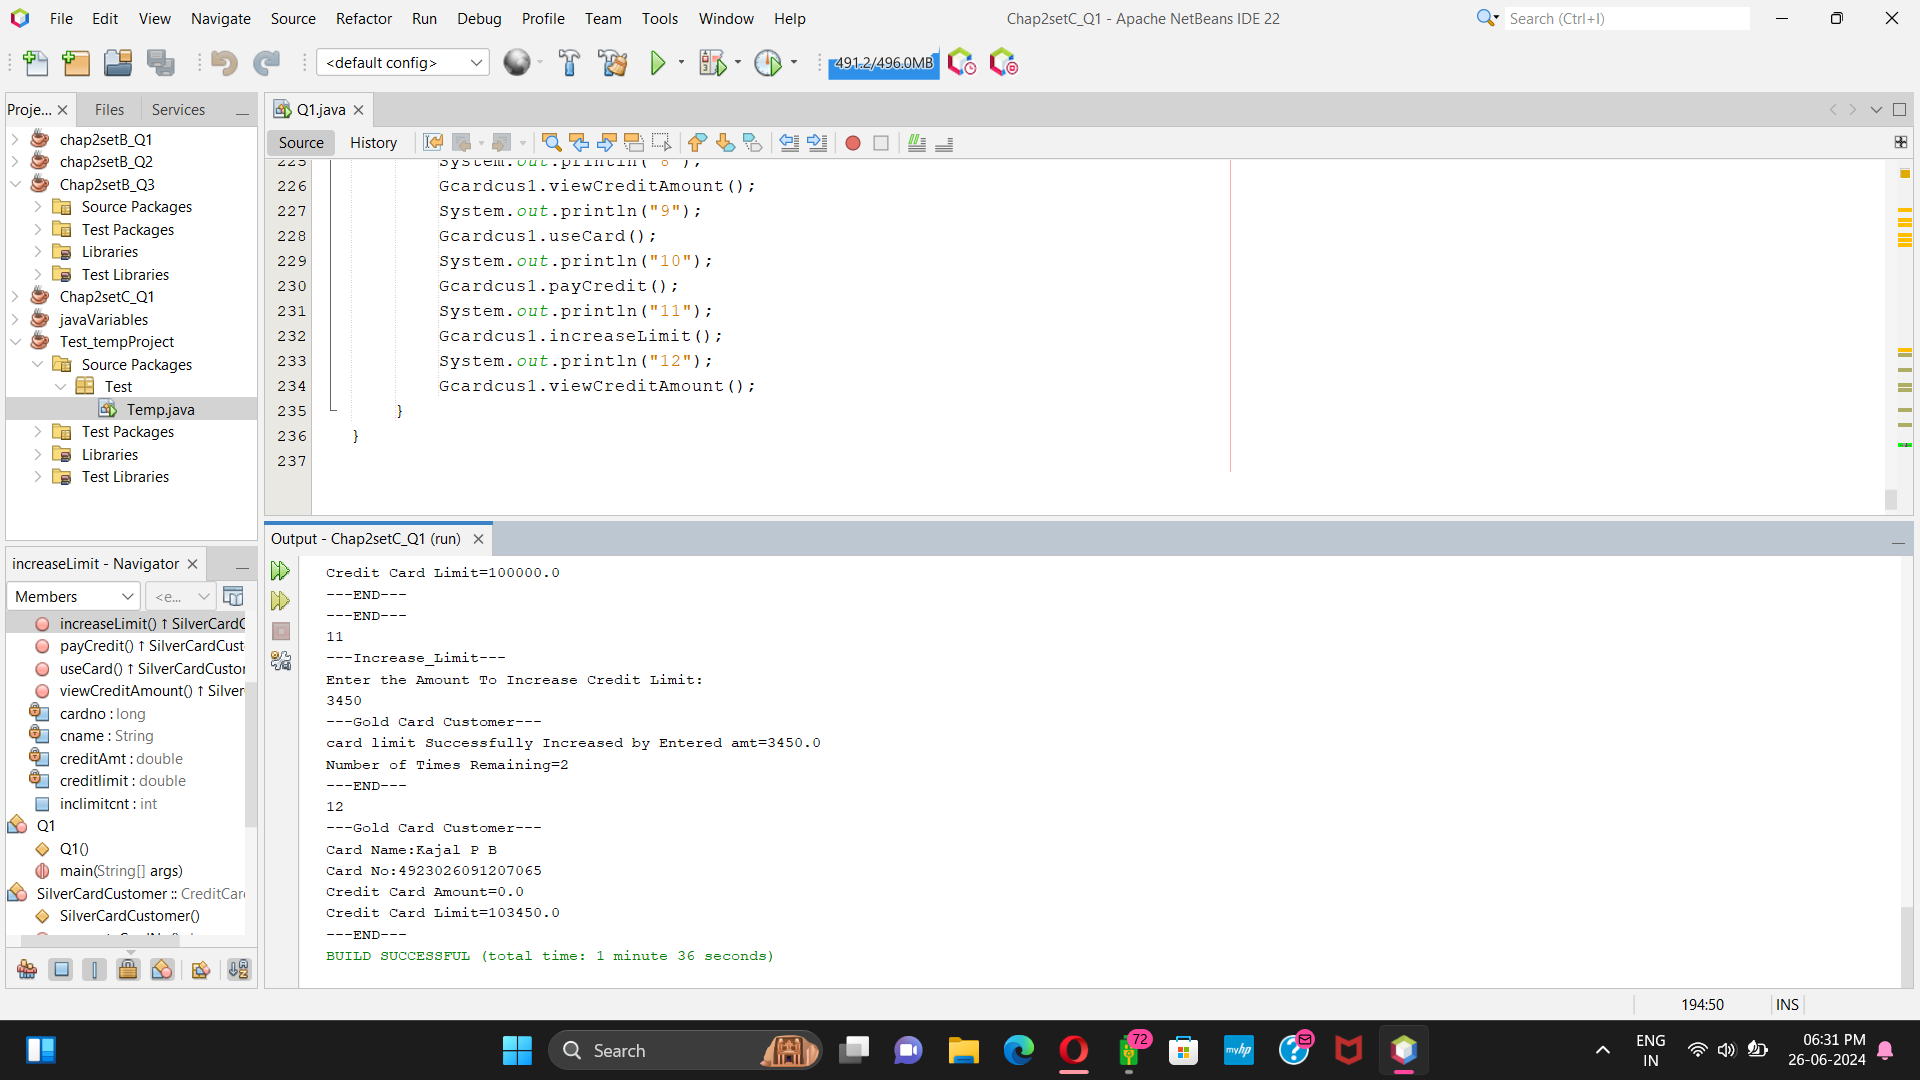 File Edit View Navigate Source Refactor Run Debug Profile Team Tools Window Help
Chap2setC_Q1 - Apache NetBeans IDE 22
Search (Ctrl+I)
<default config>
491.2/496.0MB
Proje...
Files
Services
chap2setB_Q1
chap2setB_Q2
Chap2setB_Q3
Source Packages
Test Packages
Libraries
Test Libraries
Chap2setC_Q1
javaVariables
Test_tempProject
Source Packages
Test
Temp.java
Test Packages
Libraries
Test Libraries
Q1.java
Source
History
225 System.out.println("8");
226 Gcardcus1.viewCreditAmount();
227 System.out.println("9");
228 Gcardcus1.useCard();
229 System.out.println("10");
230 Gcardcus1.payCredit();
231 System.out.println("11");
232 Gcardcus1.increaseLimit();
233 System.out.println("12");
234 Gcardcus1.viewCreditAmount();
235 }
236 }
237
increaseLimit - Navigator
Members
<e...
increaseLimit() ↑ SilverCardC
payCredit() ↑ SilverCardCust
useCard() ↑ SilverCardCustor
viewCreditAmount() ↑ Silver
cardno : long
cname : String
creditAmt : double
creditlimit : double
inclimitcnt : int
Q1
Q1()
main(String[] args)
SilverCardCustomer :: CreditCar
SilverCardCustomer()
Output - Chap2setC_Q1 (run)
Credit Card Limit=100000.0
---END---
---END---
11
---Increase_Limit---
Enter the Amount To Increase Credit Limit:
3450
---Gold Card Customer---
card limit Successfully Increased by Entered amt=3450.0
Number of Times Remaining=2
---END---
12
---Gold Card Customer---
Card Name:Kajal P B
Card No:4923026091207065
Credit Card Amount=0.0
Credit Card Limit=103450.0
---END---
BUILD SUCCESSFUL (total time: 1 minute 36 seconds)
194:50
INS
Search
72
myhp
ENG
IN
06:31 PM
26-06-2024